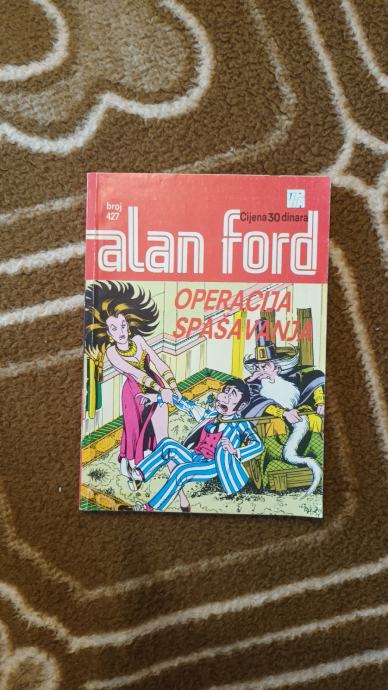 broj
427
Cijena 30 dinara
alan ford
OPERACIJA
SPAŠAVANJA